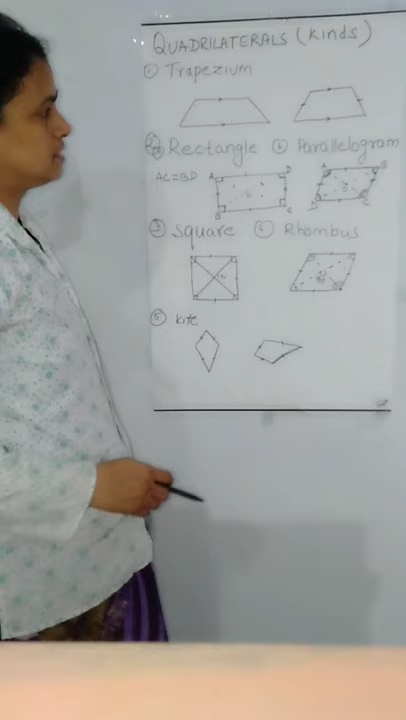 QUADRILATERALS (Kinds)
① Trapezium
Rectangle Parallelogram
AC=BD A D A B
B C D C
③ Square Rhombus
⑤ Kite